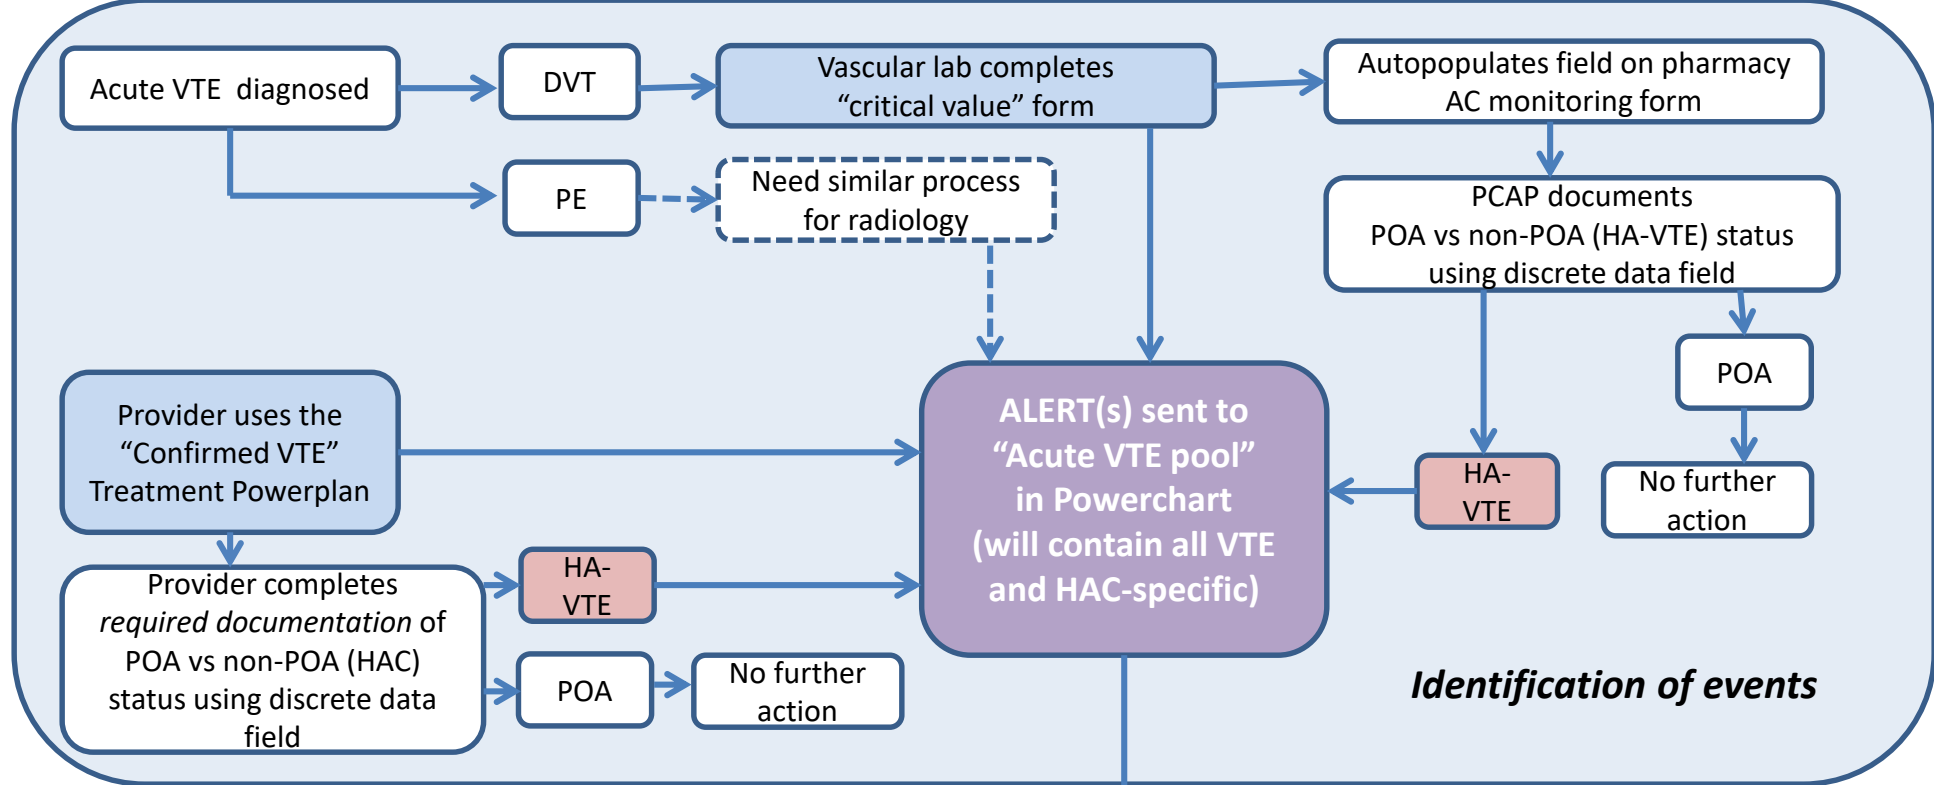 Acute VTE  diagnosed
DVT
Vascular lab completes
“critical value” form
Autopopulates field on pharmacy
AC monitoring form
PE
Need similar process
for radiology
PCAP documents
POA vs non-POA (HA-VTE) status
using discrete data field
POA
No further
action
HA-
VTE
Provider uses the
“Confirmed VTE”
Treatment Powerplan
ALERT(s) sent to
“Acute VTE pool”
in Powerchart
(will contain all VTE
and HAC-specific)
Provider completes
required documentation of
POA vs non-POA (HAC)
status using discrete data
field
HA-
VTE
POA
No further
action
Identification of events